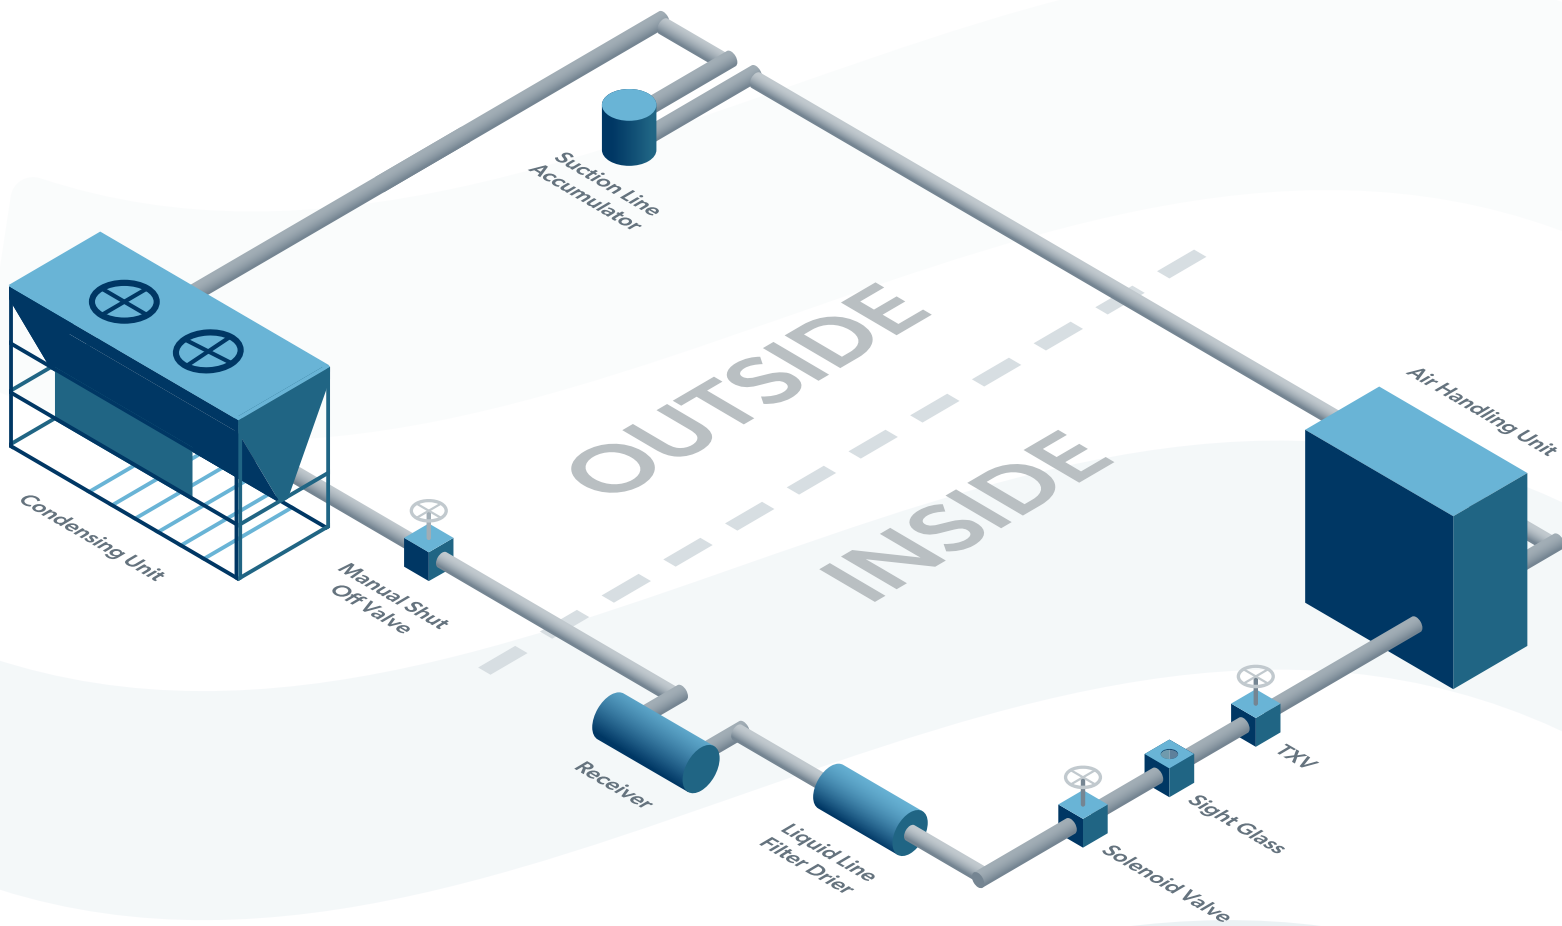 Suction Line
Accumulator
OUTSIDE
INSIDE
Air Handling Unit
Condensing Unit
Manual Shut
Off Valve
Receiver
Liquid Line
Filter Drier
TXV
Sight Glass
Solenoid Valve